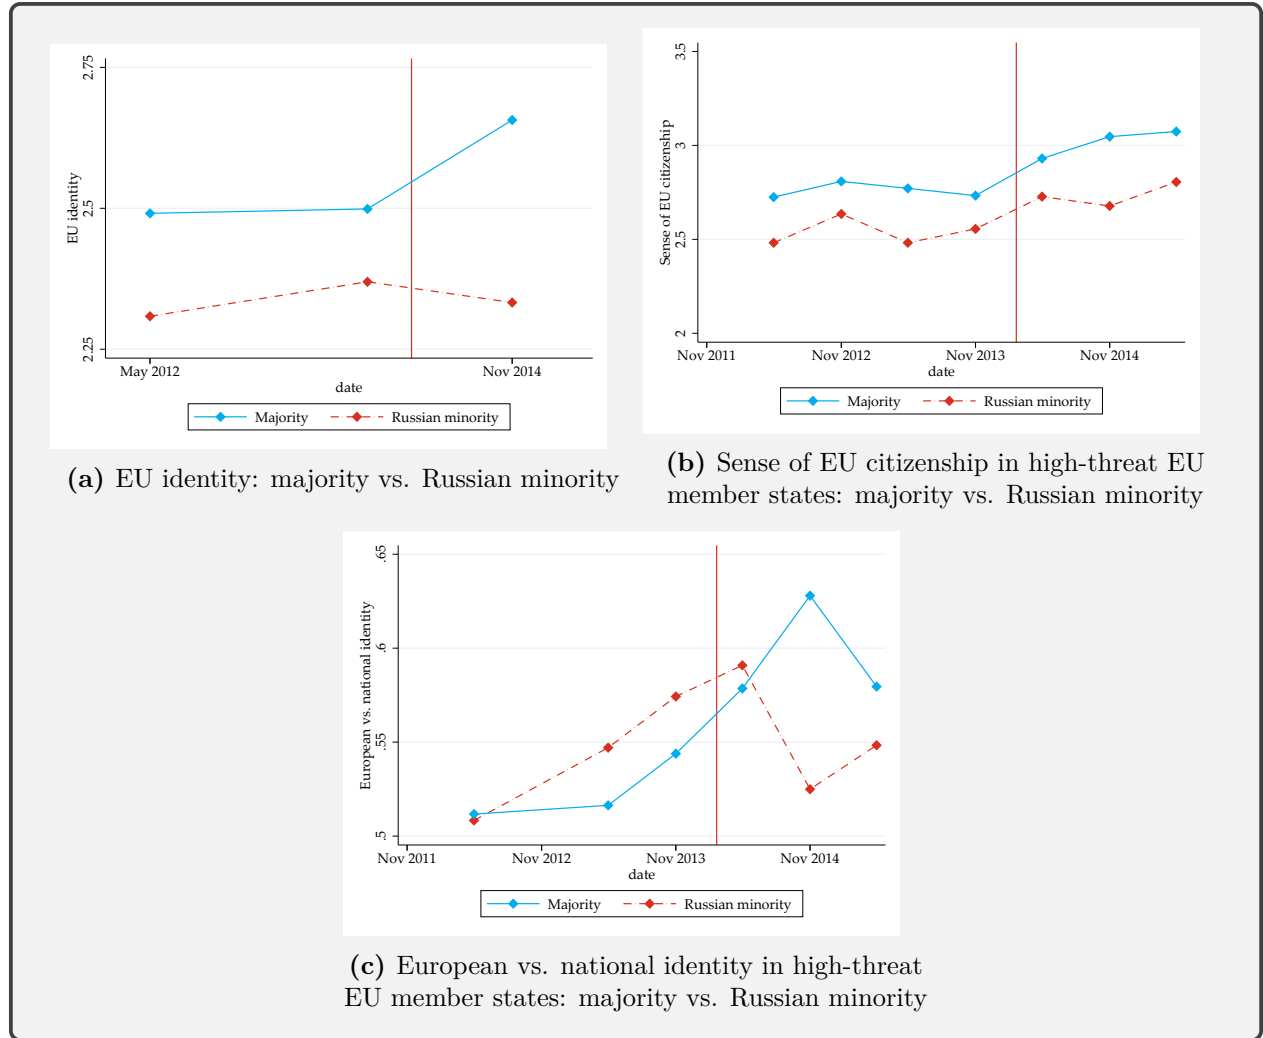 2.75
2.5
2.25
EU identity
May 2012
Nov 2014
date
Majority
Russian minority
(a) EU identity: majority vs. Russian minority
3.5
3
2.5
2
Sense of EU citizenship
Nov 2011
Nov 2012
Nov 2013
Nov 2014
date
Majority
Russian minority
(b) Sense of EU citizenship in high-threat EU
member states: majority vs. Russian minority
.65
.6
.55
.5
European vs. national identity
Nov 2011
Nov 2012
Nov 2013
Nov 2014
date
Majority
Russian minority
(c) European vs. national identity in high-threat
EU member states: majority vs. Russian minority